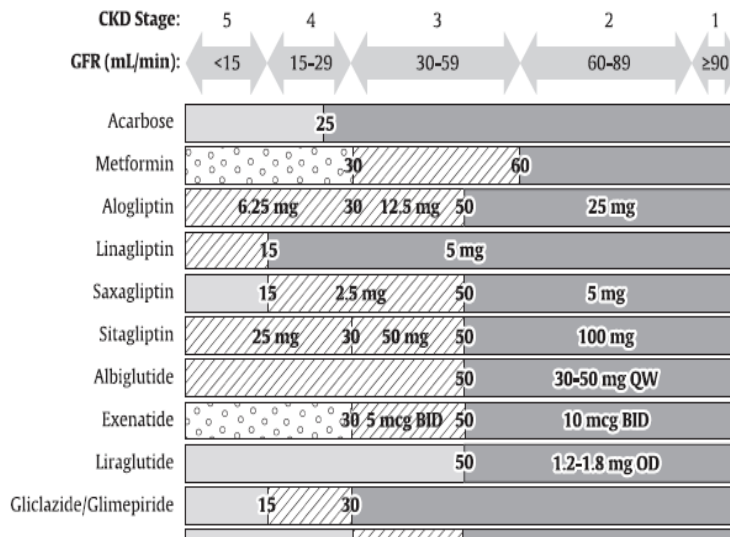 CKD Stage: 5 4 3 2 1
GFR (mL/min): <15 15-29 30-59 60-89 ≥90
Acarbose 25
Metformin 30 60
Alogliptin 6.25 mg 30 12.5 mg 50 25 mg
Linagliptin 15 5 mg
Saxagliptin 15 2.5 mg 50 5 mg
Sitagliptin 25 mg 30 50 mg 50 100 mg
Albiglutide 50 30-50 mg QW
Exenatide 30 5 mcg BID 50 10 mcg BID
Liraglutide 50 1.2-1.8 mg OD
Gliclazide/Glimepiride 15 30